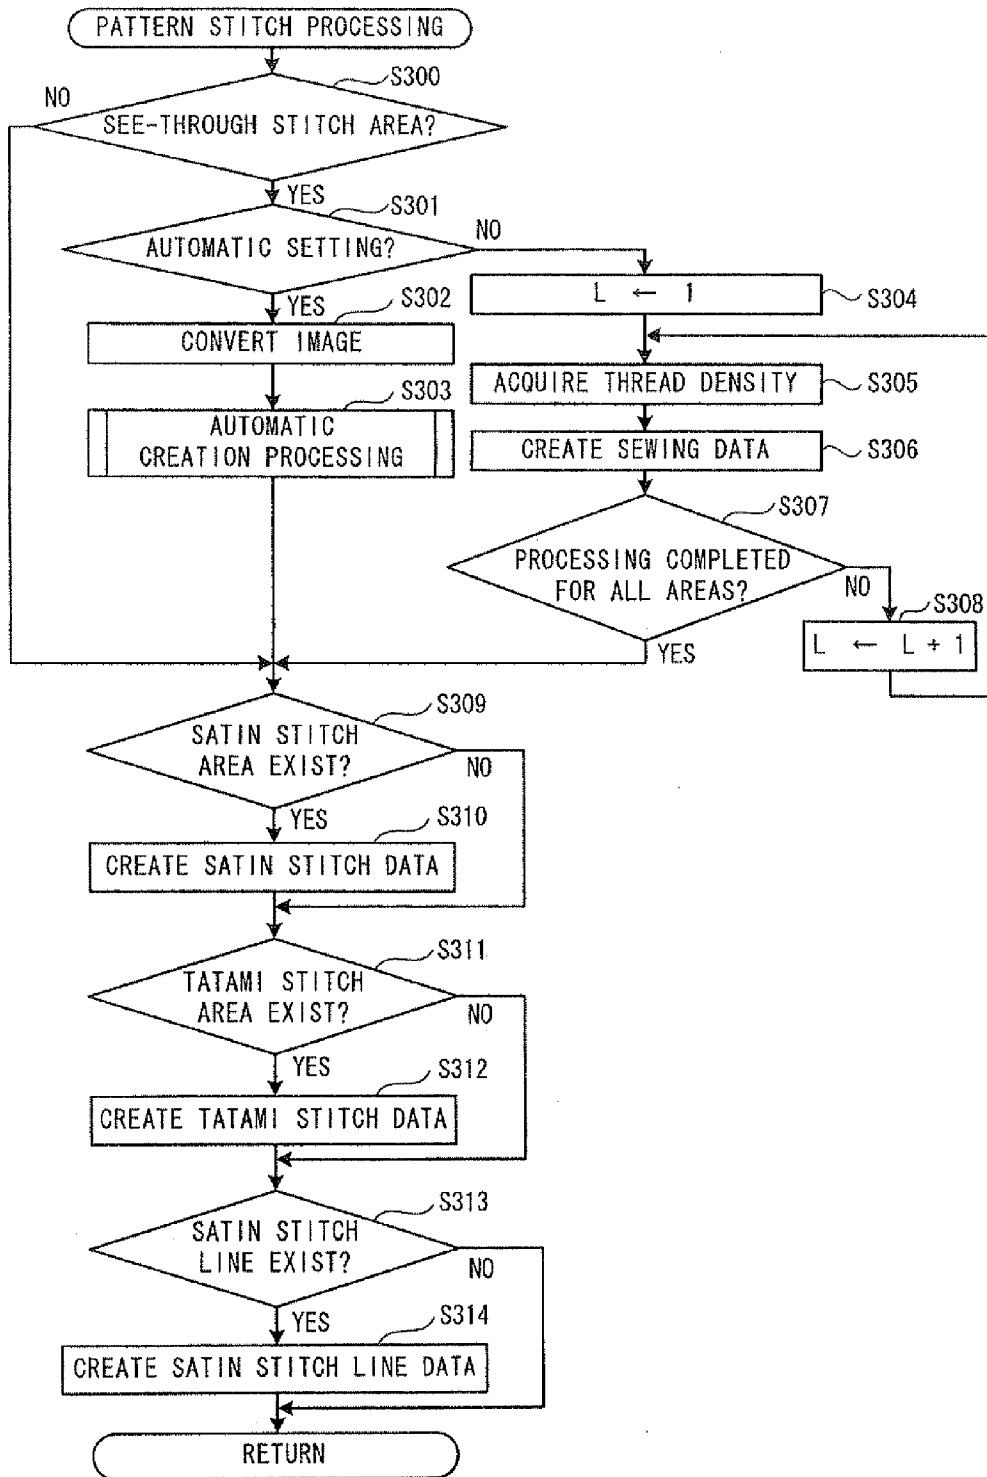 PATTERN STITCH PROCESSING
S300
NO
SEE-THROUGH STITCH AREA?
YES
S301
NO
AUTOMATIC SETTING?
YES
S302
L ← 1
S304
CONVERT IMAGE
S303
ACQUIRE THREAD DENSITY
S305
AUTOMATIC
CREATION PROCESSING
CREATE SEWING DATA
S306
S307
PROCESSING COMPLETED
FOR ALL AREAS?
NO
S308
YES
L ← L + 1
S309
SATIN STITCH
AREA EXIST?
NO
YES
S310
CREATE SATIN STITCH DATA
S311
TATAMI STITCH
AREA EXIST?
NO
YES
S312
CREATE TATAMI STITCH DATA
S313
SATIN STITCH
LINE EXIST?
NO
YES
S314
CREATE SATIN STITCH LINE DATA
RETURN